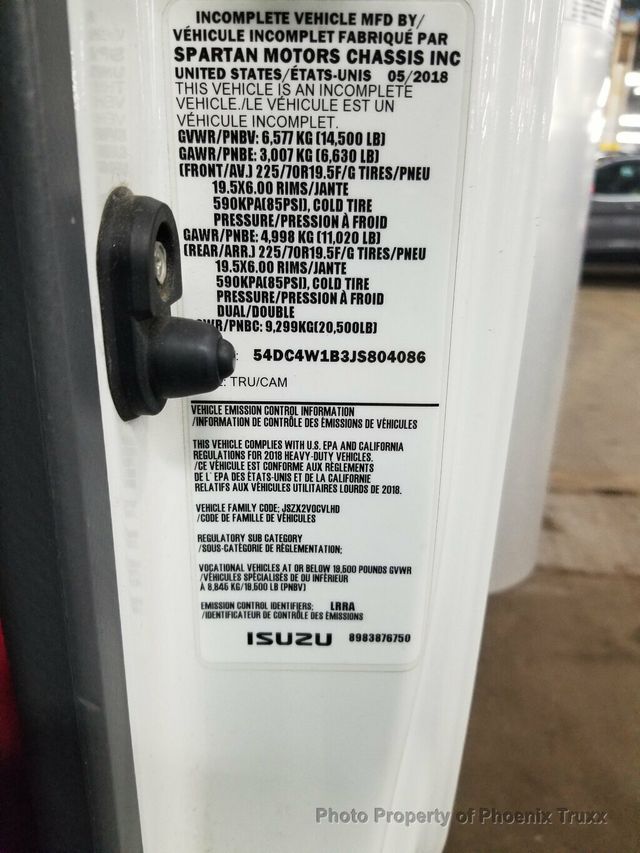 INCOMPLETE VEHICLE MFD BY/
VÉHICULE INCOMPLET FABRIQUÉ PAR
SPARTAN MOTORS CHASSIS INC
UNITED STATES/ÉTATS-UNIS 05/2018
THIS VEHICLE IS AN INCOMPLETE
VEHICLE./LE VÉHICULE EST UN
VÉHICULE INCOMPLET.
GVWR/PNBV: 6,577 KG (14,500 LB)
GAWR/PNBE: 3,007 KG (6,630 LB)
(FRONT/AV.) 225/70R19.5F/G TIRES/PNEU
19.5X6.00 RIMS/JANTE
590KPA(85PSI), COLD TIRE
PRESSURE/PRESSION À FROID
GAWR/PNBE: 4,998 KG (11,020 LB)
(REAR/ARR.) 225/70R19.5F/G TIRES/PNEU
19.5X6.00 RIMS/JANTE
590KPA(85PSI), COLD TIRE
PRESSURE/PRESSION À FROID
DUAL/DOUBLE
WR/PNBC: 9,299KG(20,500LB)
54DC4W1B3JS804086
: TRU/CAM
VEHICLE EMISSION CONTROL INFORMATION
/INFORMATION DE CONTRÔLE DES ÈMISSIONS DE VÉHICULES
THIS VEHICLE COMPLIES WITH U.S. EPA AND CALIFORNIA
REGULATIONS FOR 2018 HEAVY-DUTY VEHICLES.
/CE VÉHICULE EST CONFORME AUX RÈGLEMENTS
DE L' EPA DES ÉTATS-UNIS ET DE LA CALIFORNIE
RELATIFS AUX VÉHICULES UTILITAIRES LOURDS DE 2018.
VEHICLE FAMILY CODE; JSZX2VOCVLHD
/CODE DE FAMILLE DE VÉHICULES
REGULATORY SUB CATEGORY
/SOUS-CATÉGORIE DE RÉGLEMENTATION;
VOCATIONAL VEHICLES AT OR BELOW 19,500 POUNDS GVWR
/VÉHICULES SPÉCIALISÉS DE OU INFÉRIEUR
À 8,845 KG/19,500 LB (PNBV)
EMISSION CONTROL IDENTIFIERS; LRRA
/IDENTIFICATEUR DE CONTRÔLE DES ÉMISSIONS
ISUZU 8983876750
Photo Property of Phoenix Truxx